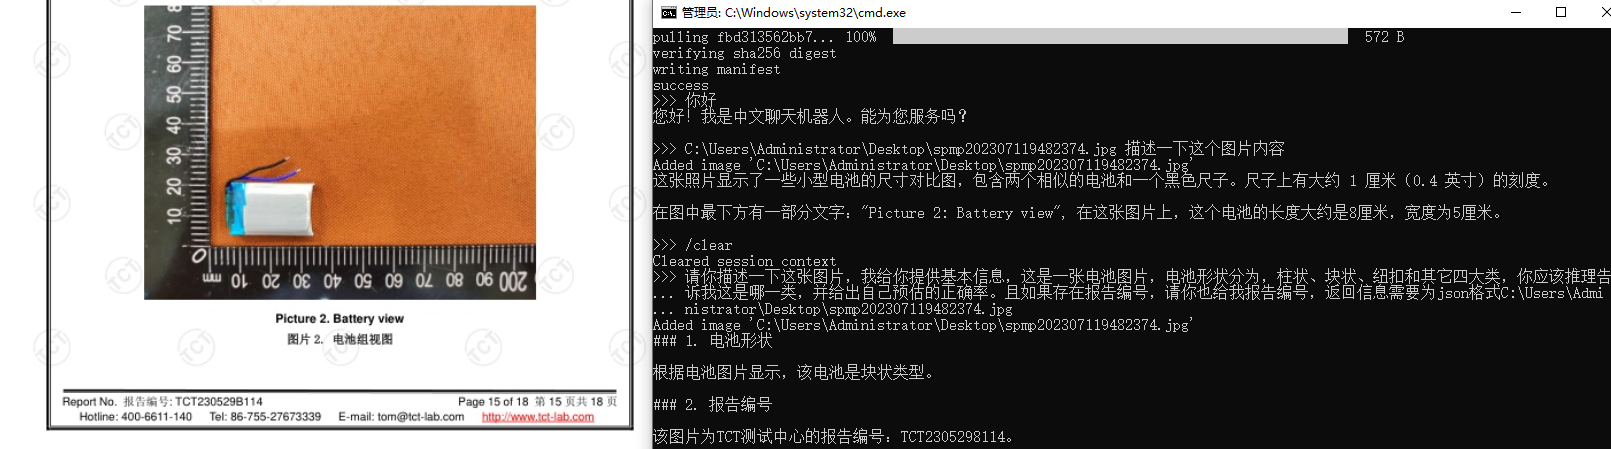 80
70
60
50
40
30
20
10
0
mm 10 20 30 40 50 60 70 80 90 200
TCT
Picture 2. Battery view
图片 2. 电池组视图
Report No. 报告编号: TCT230529B114
Page 15 of 18 第 15 页共 18 页
Hotline: 400-6611-140 Tel: 86-755-27673339 E-mail: tom@tct-lab.com http://www.tct-lab.com
管理员: C:\Windows\system32\cmd.exe
pulling fbd313562bb7... 100% 572 B
verifying sha256 digest
writing manifest
success
>>> 你好
您好! 我是中文聊天机器人。能为您服务吗?
>>> C:\Users\Administrator\Desktop\spmp202307119482374.jpg 描述一下这个图片内容
Added image 'C:\Users\Administrator\Desktop\spmp202307119482374.jpg'
这张照片显示了一些小型电池的尺寸对比图，包含两个相似的电池和一个黑色尺子。尺子上有大约 1 厘米（0.4 英寸）的刻度。
在图中最下方有一部分文字："Picture 2: Battery view"，在这张图片上，这个电池的长度大约是8厘米，宽度为5厘米。
>>> /clear
Cleared session context
>>> 请你描述一下这张图片，我给你提供基本信息，这是一张电池图片，电池形状分为，柱状、块状、纽扣和其它四大类，你应该推理告
... 诉我这是哪一类，并给出自己预估的正确率。且如果存在报告编号，请你也给我报告编号，返回信息需要为json格式C:\Users\Admi
... nistrator\Desktop\spmp202307119482374.jpg
Added image 'C:\Users\Administrator\Desktop\spmp202307119482374.jpg'
### 1. 电池形状
根据电池图片显示，该电池是块状类型。
### 2. 报告编号
该图片为TCT测试中心的报告编号：TCT2305298114。